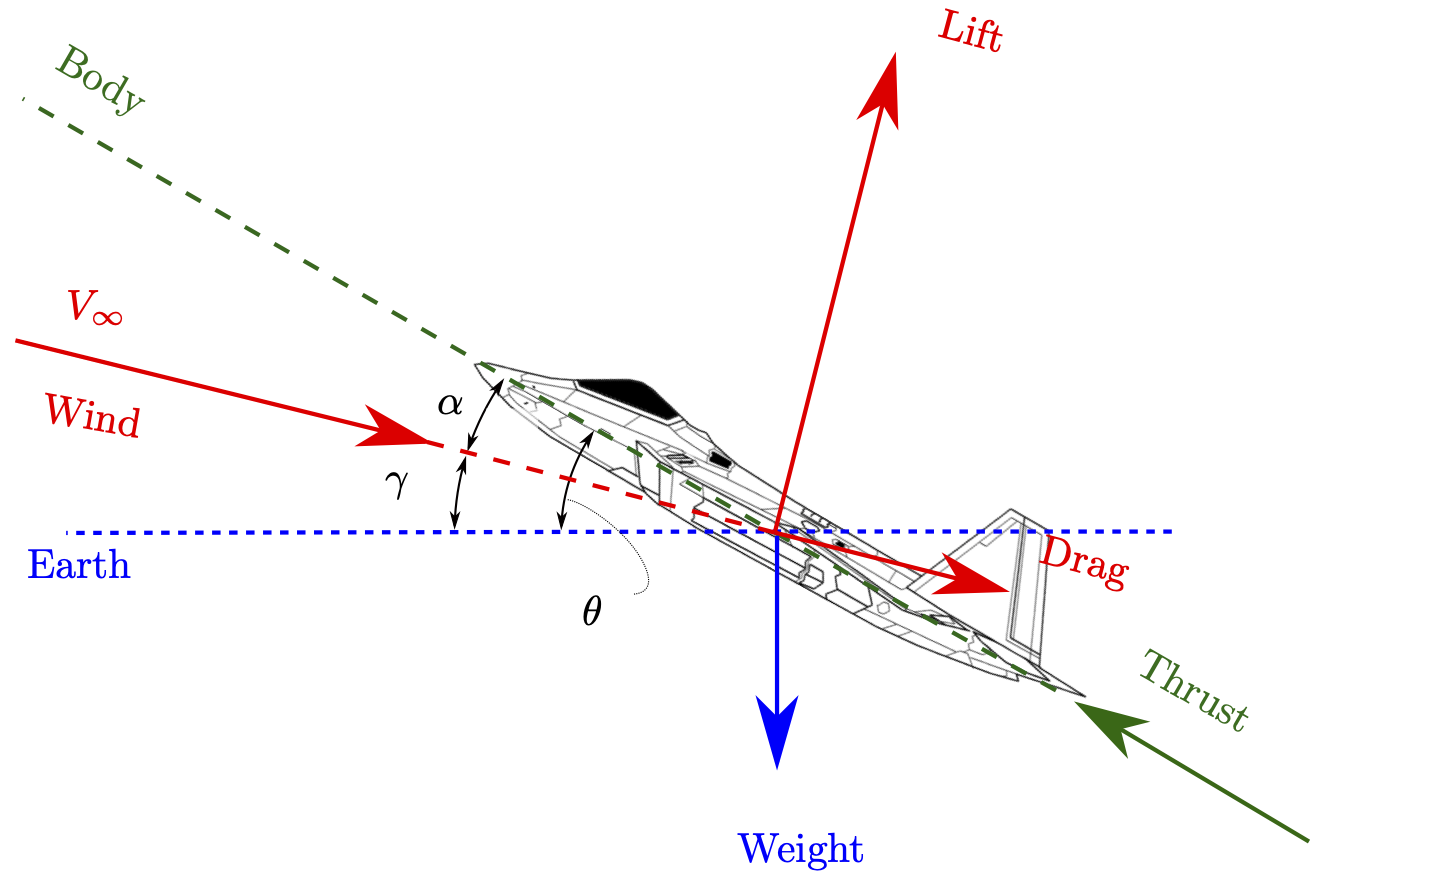 Lift
Body
V∞
Wind
α
γ
Earth
Drag
θ
Thrust
Weight